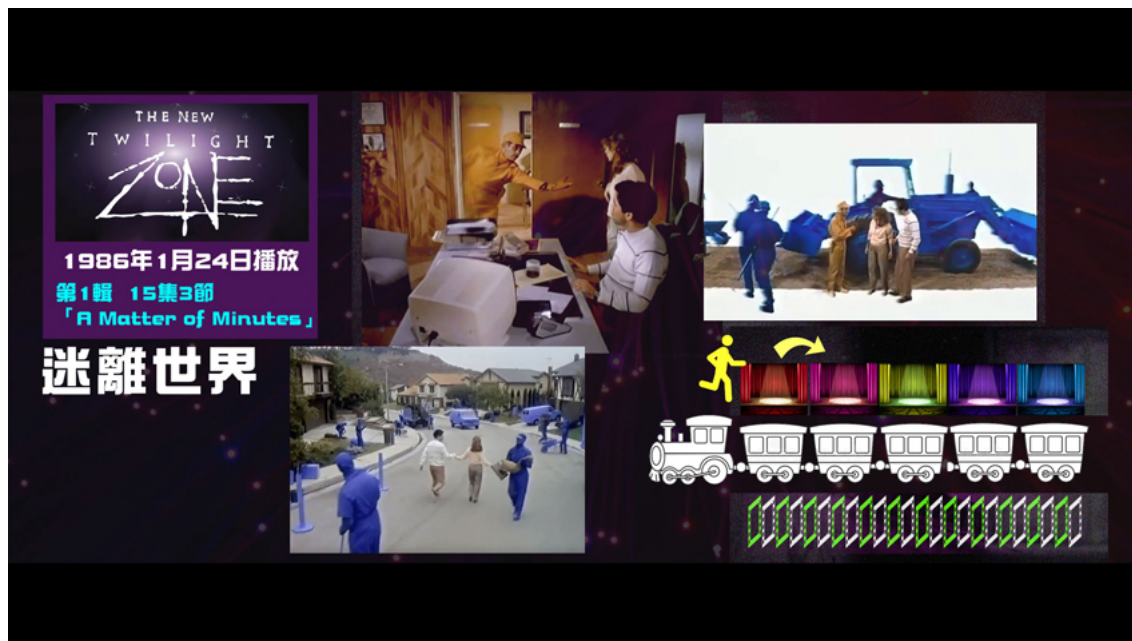 THE NEW
TWILIGHT
ZONE
1986年1月24日播放
第1輯 15集3節
「A Matter of Minutes」
迷離世界